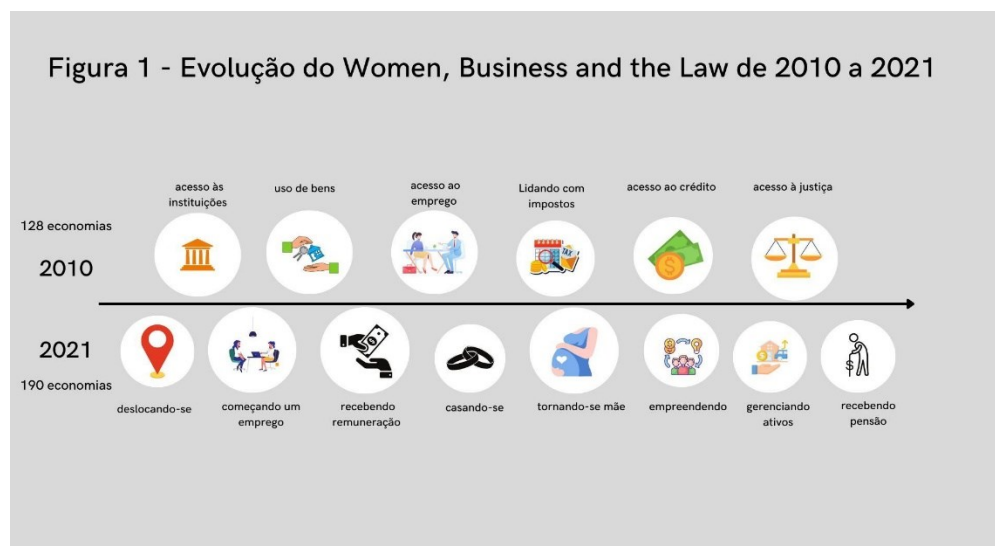 Figura 1 - Evolução do Women, Business and the Law de 2010 a 2021
acesso às
instituições
uso de bens
acesso ao
emprego
Lidando com
impostos
acesso ao crédito
acesso à justiça
128 economias
2010
TAX
2021
190 economias
deslocando-se
começando um
emprego
recebendo
remuneração
casando-se
tornando-se mãe
empreendendo
gerenciando
ativos
recebendo
pensão